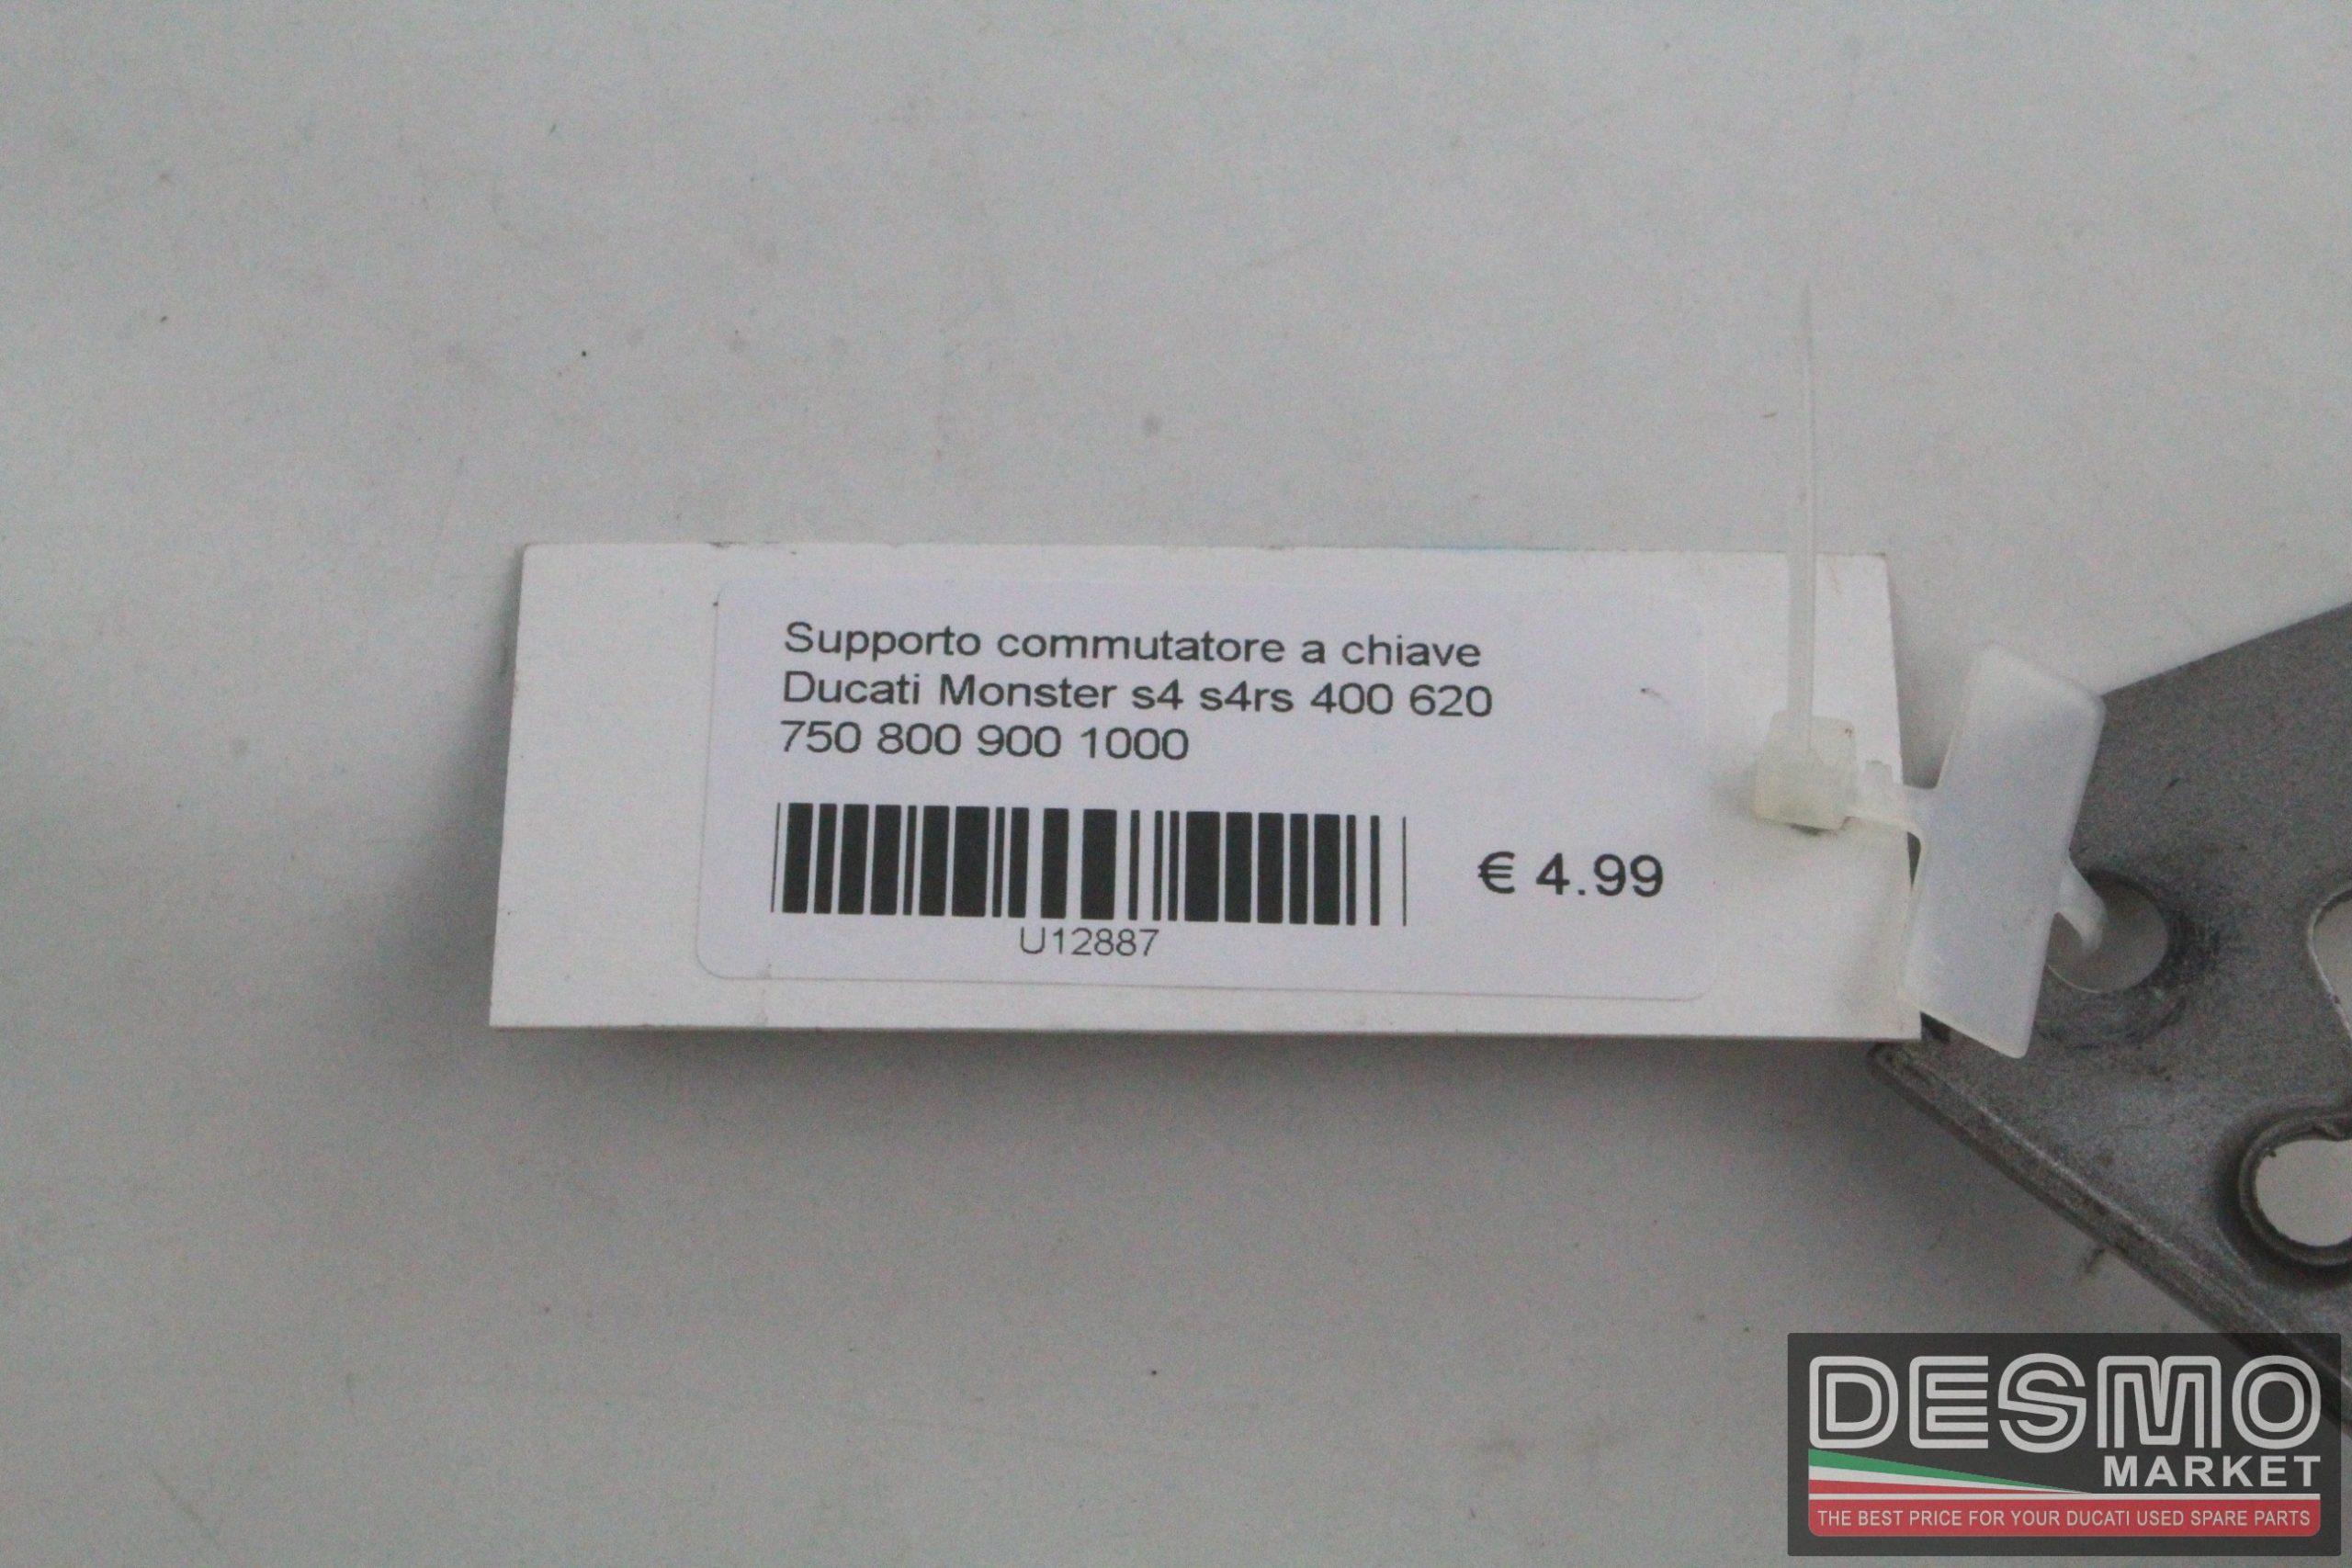 Supporto commutatore a chiave
Ducati Monster s4 s4rs 400 620
750 800 900 1000
€ 4.99
U12887
DESMO
MARKET
THE BEST PRICE FOR YOUR DUCATI USED SPARE PARTS